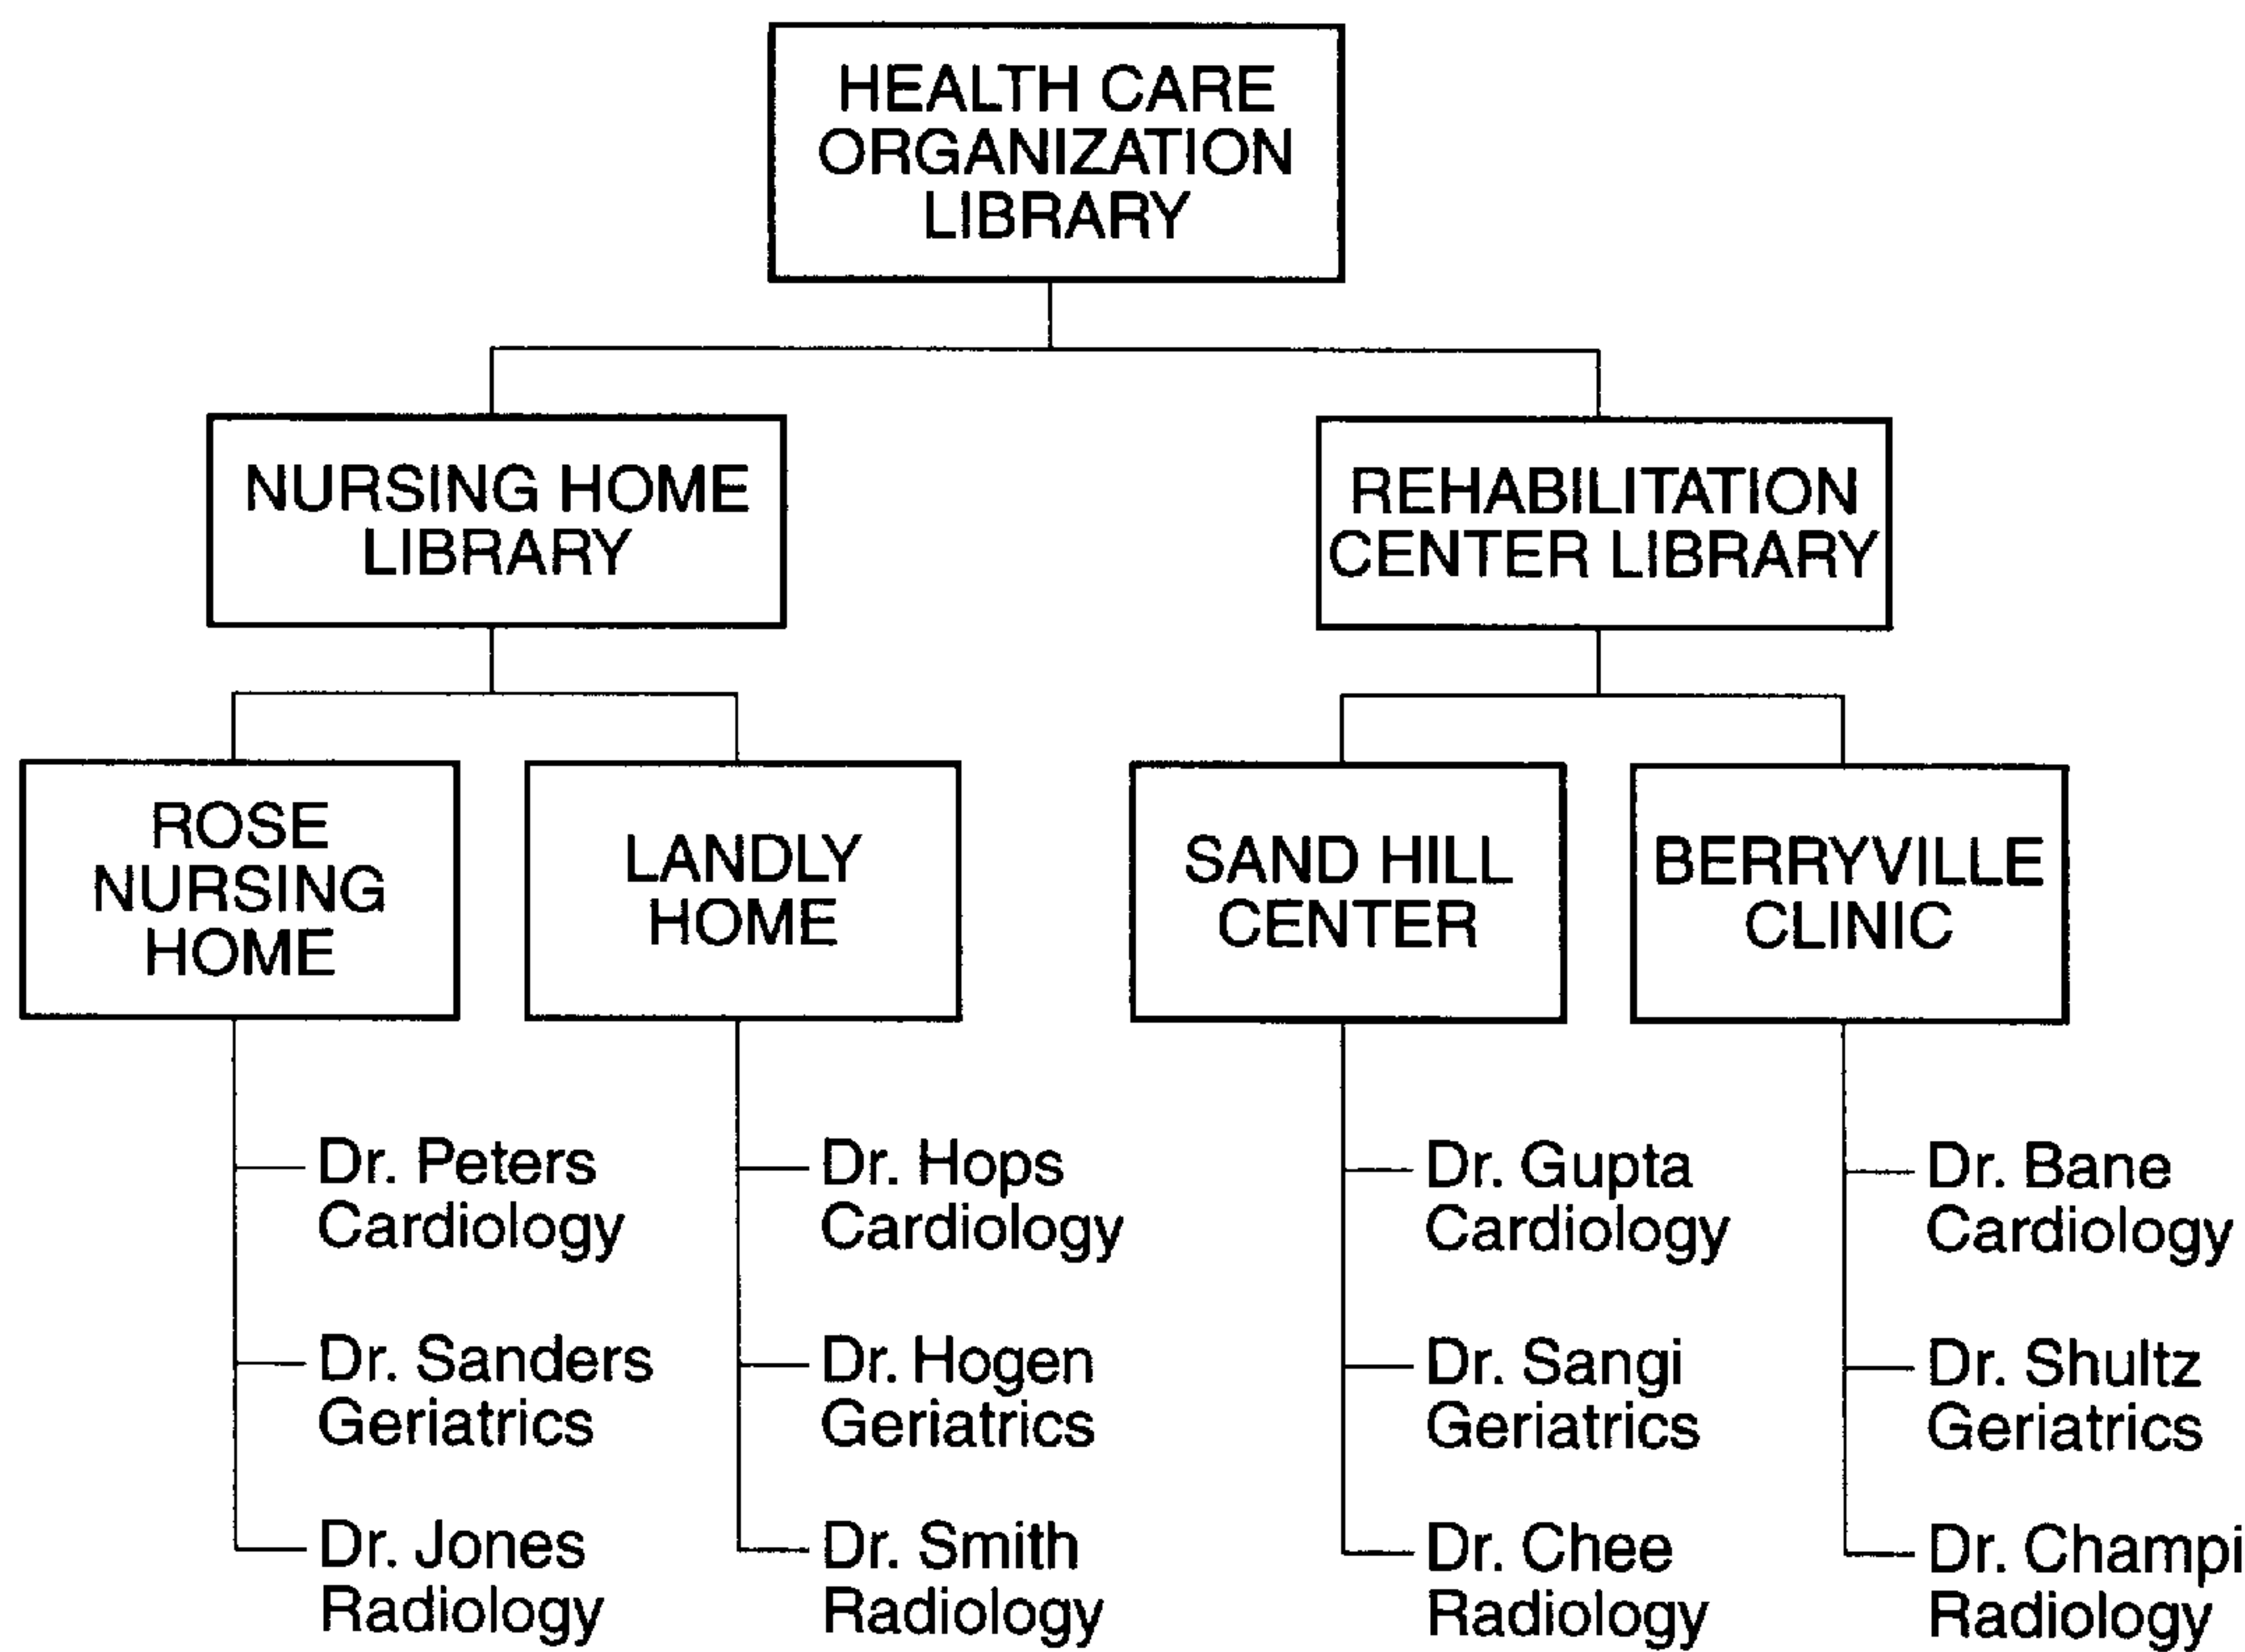 HEALTH CARE
ORGANIZATION
LIBRARY
NURSING HOME
LIBRARY
REHABILITATION
CENTER LIBRARY
ROSE
NURSING
HOME
LANDLY
HOME
SAND HILL
CENTER
BERRYVILLE
CLINIC
Dr. Peters
Cardiology
Dr. Sanders
Geriatrics
Dr. Jones
Radiology
Dr. Hops
Cardiology
Dr. Hogen
Geriatrics
Dr. Smith
Radiology
Dr. Gupta
Cardiology
Dr. Sangi
Geriatrics
Dr. Chee
Radiology
Dr. Bane
Cardiology
Dr. Shultz
Geriatrics
Dr. Champi
Radiology